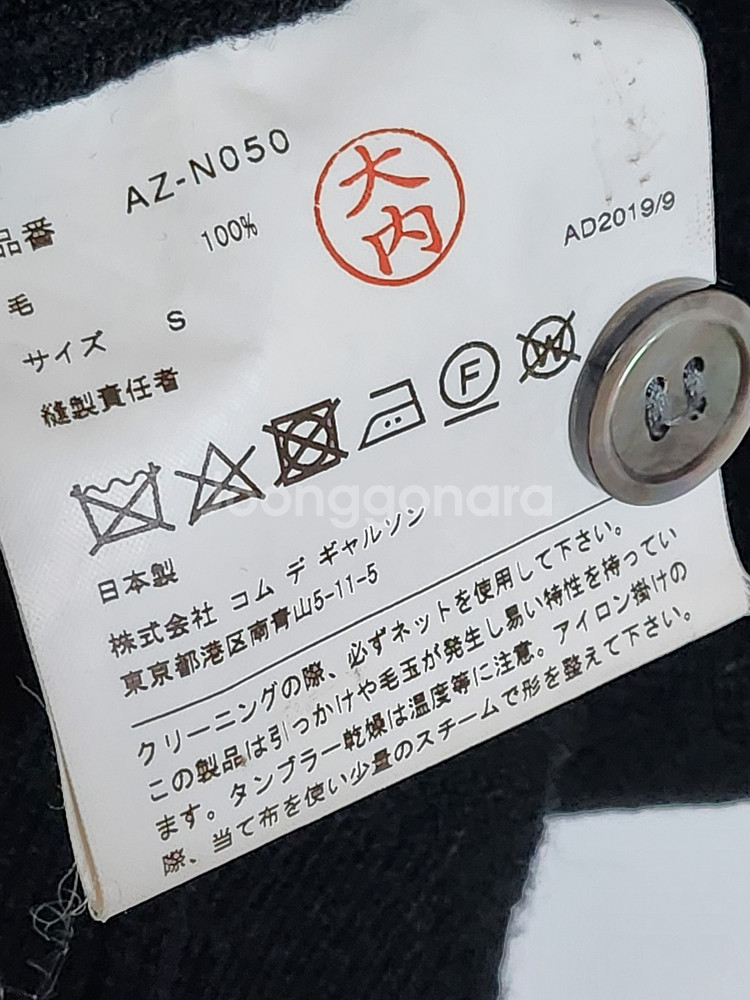 品番 AZ-N050
大内
AD2019/9
毛 100%
サイズ S
縫製責任者
F
W
日本製
株式会社 コム デ ギャルソン
東京都港区南青山5-11-5
クリーニングの際、必ずネットを使用して下さい。
この製品は引っかけや毛玉が発生し易い特性を持ってい
ます。タンブラー乾燥は温度等に注意。アイロン掛けの
際、当て布を使い少量のスチームで形を整えて下さい。
joonggonara